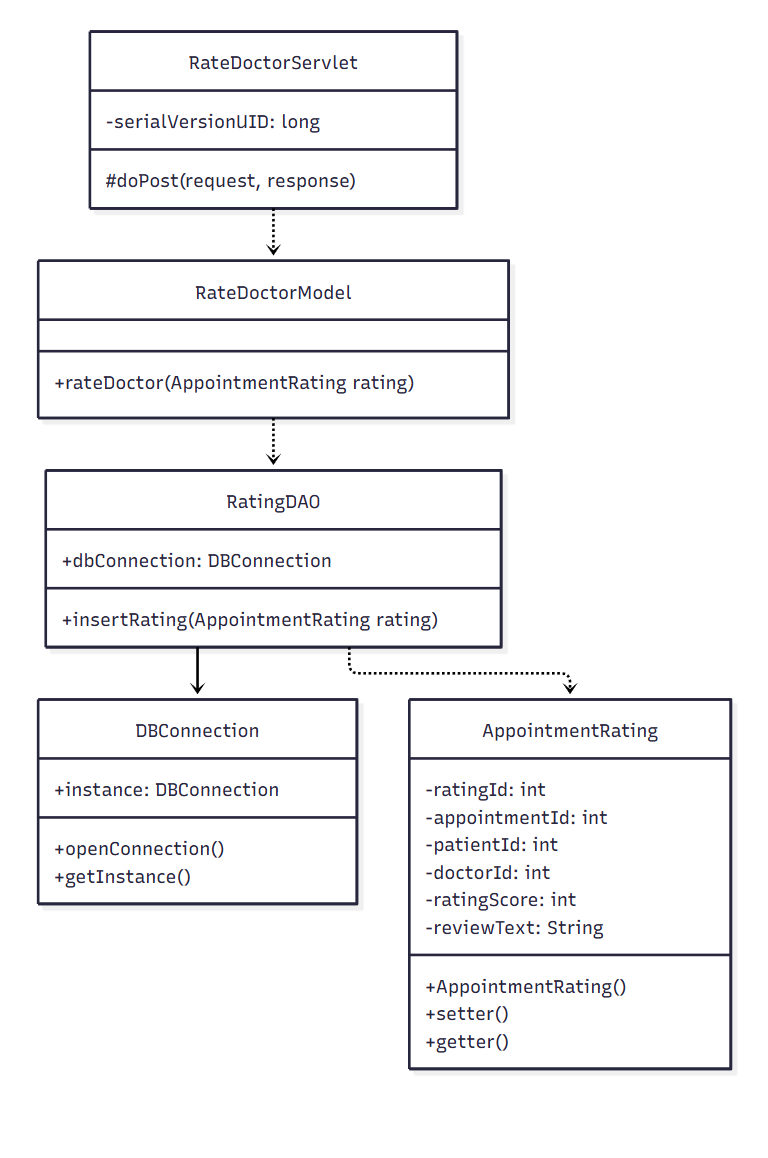 RateDoctorServlet
-serialVersionUID: long
#doPost(request, response)
RateDoctorModel
+rateDoctor(AppointmentRating rating)
RatingDAO
+dbConnection: DBConnection
+insertRating(AppointmentRating rating)
DBConnection
+instance: DBConnection
+openConnection()
+getInstance()
AppointmentRating
-ratingId: int
-appointmentId: int
-patientId: int
-doctorId: int
-ratingScore: int
-reviewText: String
+AppointmentRating()
+setter()
+getter()